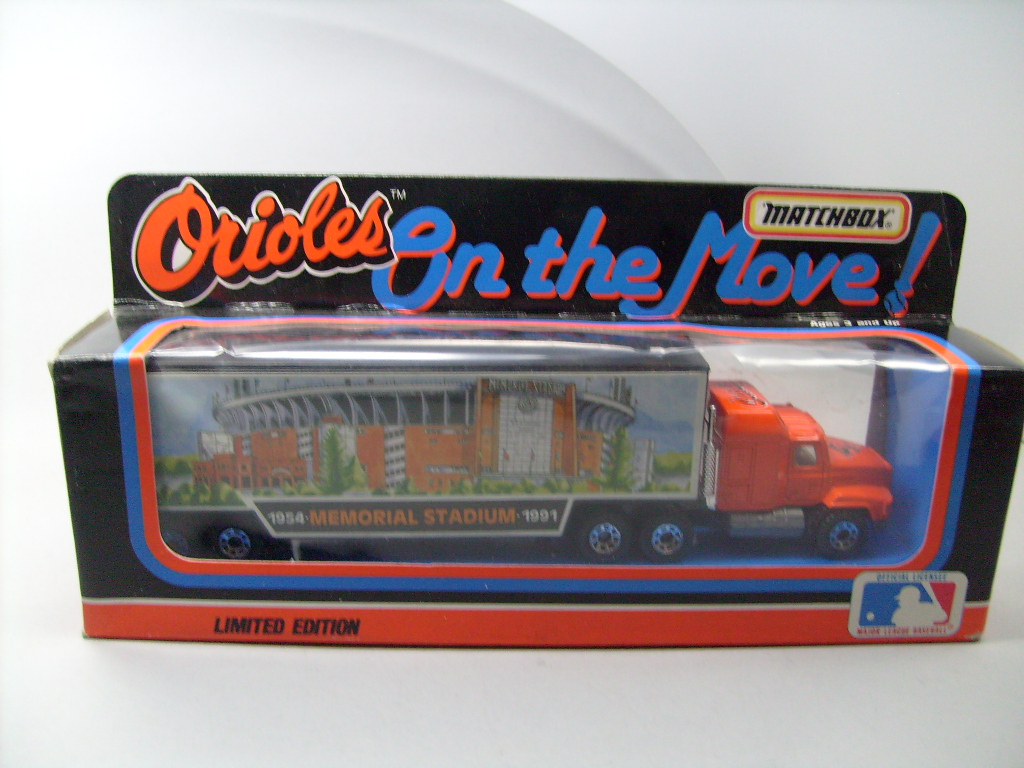 Orioles™ On the Move!
MATCHBOX®
Ages 3 and Up
1954·MEMORIAL STADIUM·1991
LIMITED EDITION
OFFICIAL LICENSEE
MAJOR LEAGUE BASEBALL